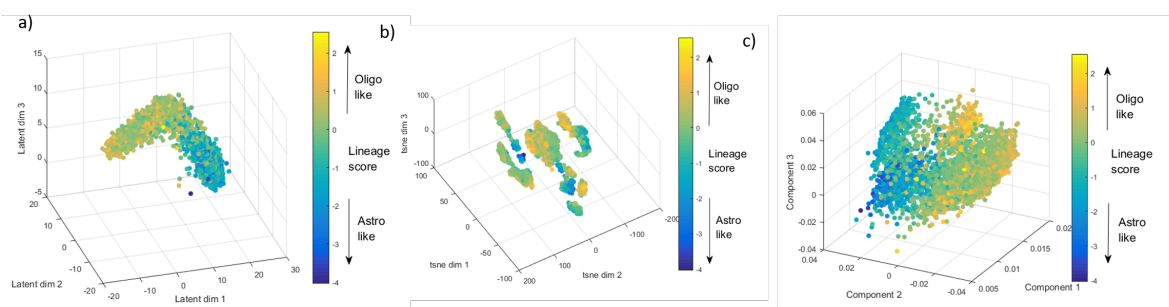 a)
15
10
5
0
-5
20
10
0
-10
-20
-20
-10
0
10
20
30
Latent dim 3
Latent dim 2
Latent dim 1
2
1
0
-1
-2
-3
-4
Oligo
like
Lineage
score
Astro
like
b)
100
50
0
-50
-100
100
50
0
-50
-100
200
100
0
-100
-200
tsne dim 3
tsne dim 1
tsne dim 2
2
1
0
-1
-2
-3
-4
Oligo
like
Lineage
score
Astro
like
c)
0.06
0.04
0.02
0
-0.02
-0.04
0.04
0.02
0
-0.02
-0.04
0.005
0.01
0.015
Component 3
Component 2
Component 1
2
1
0
-1
-2
-3
-4
Oligo
like
Lineage
score
Astro
like